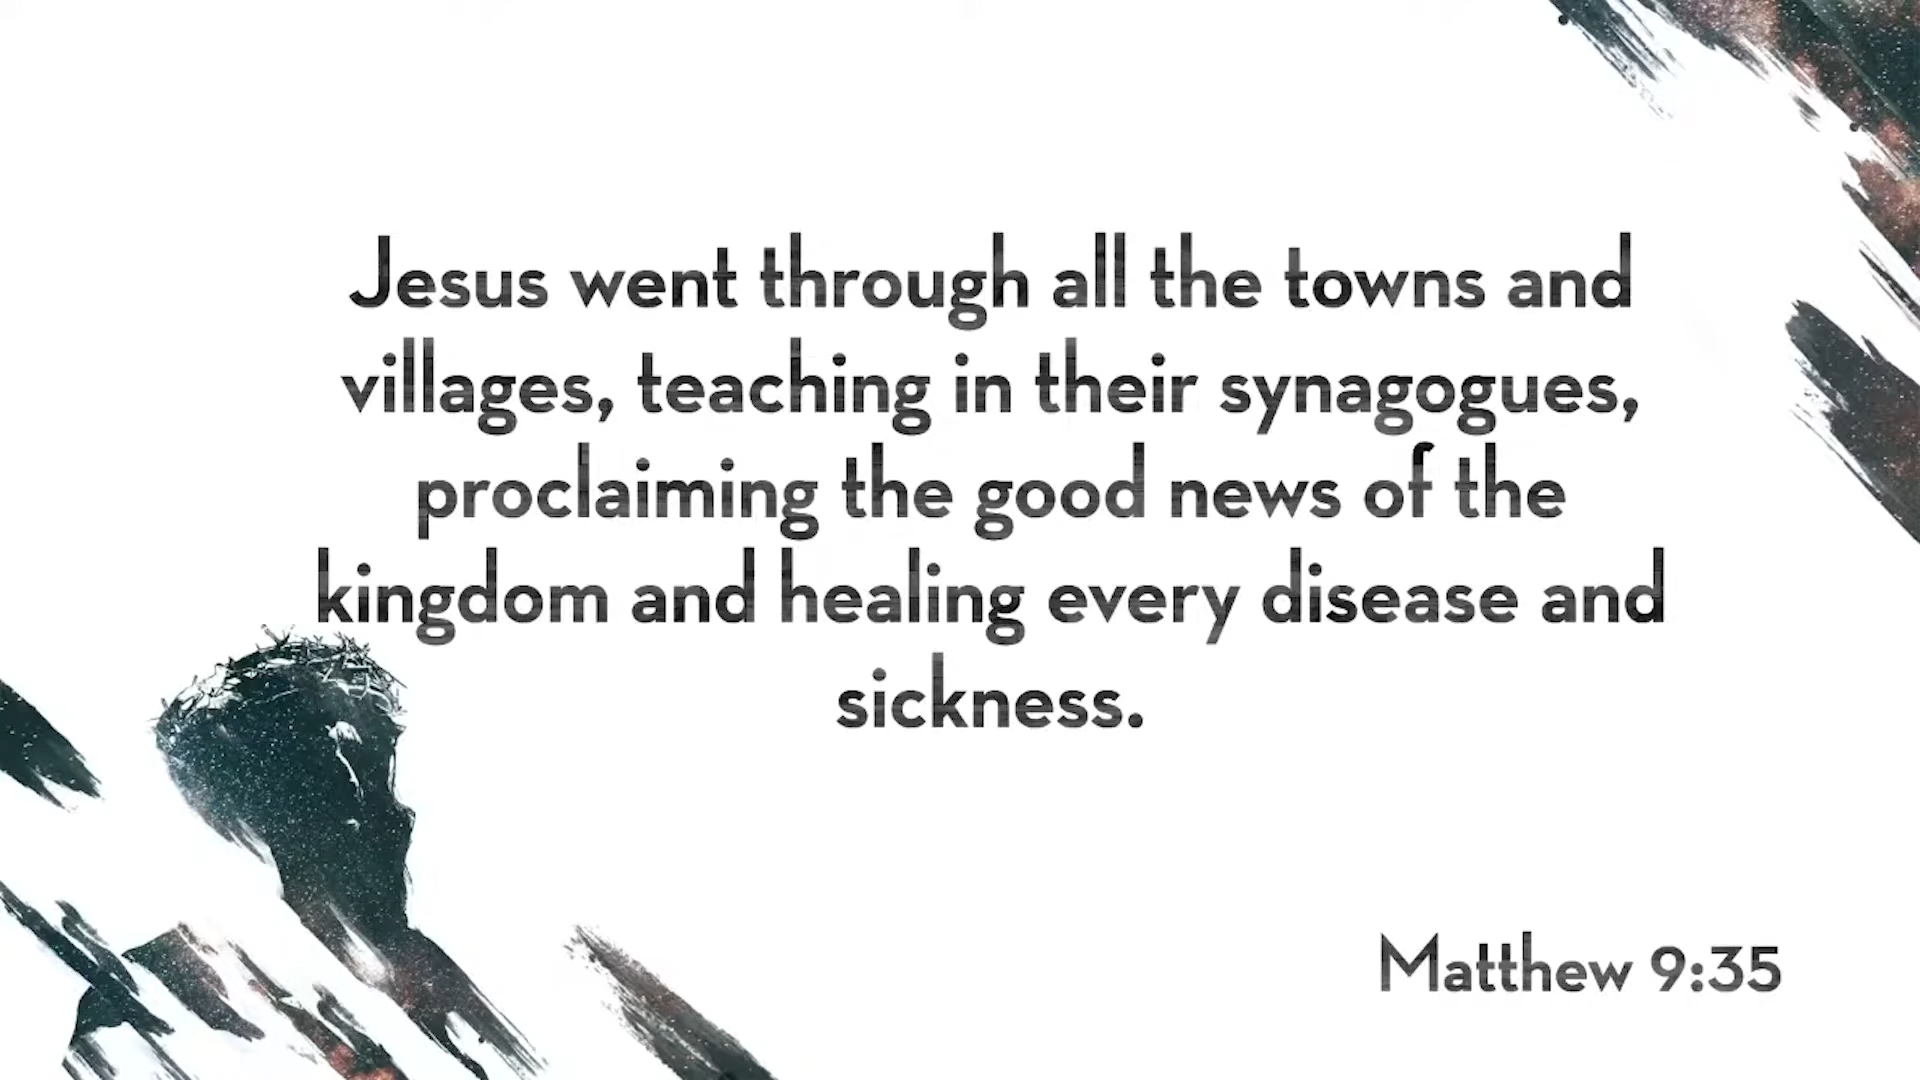 Jesus went through all the towns and
villages, teaching in their synagogues,
proclaiming the good news of the
kingdom and healing every disease and
sickness.
Matthew 9:35